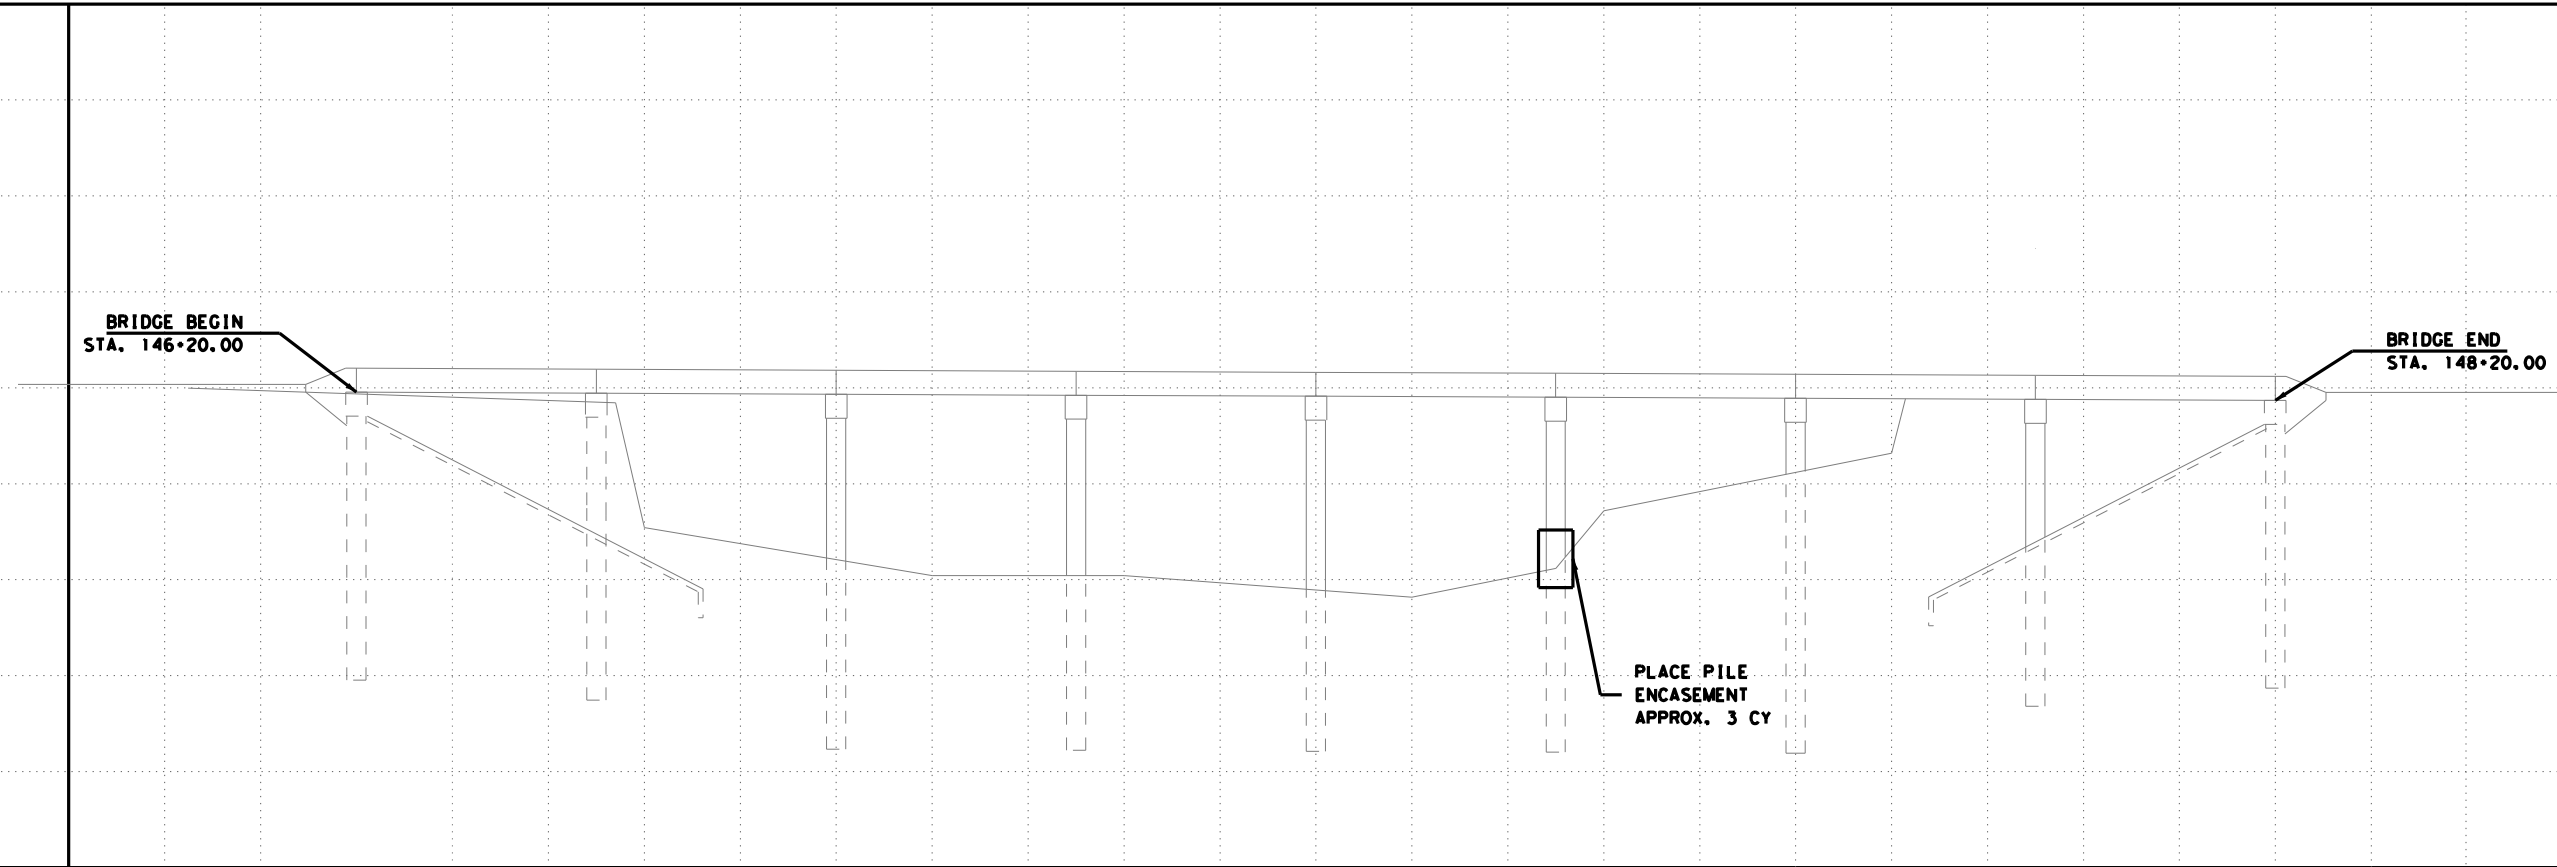 BRIDGE BEGIN
STA. 146+20.00
BRIDGE END
STA. 148+20.00
PLACE PILE
ENCASEMENT
APPROX. 3 CY